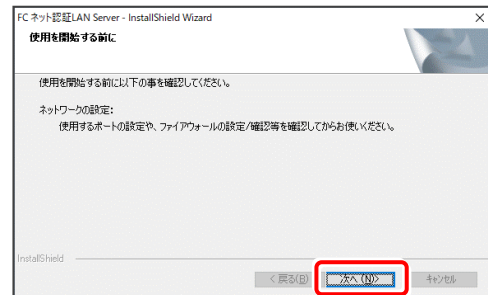 FC ネット認証LAN Server - InstallShield Wizard
使用を開始する前に
使用を開始する前に以下の事を確認してください。
ネットワークの設定:
使用するポートの設定や、ファイアウォールの設定/確認等を確認してからお使いください。
InstallShield
< 戻る(B)
次へ (N)>
キャンセル